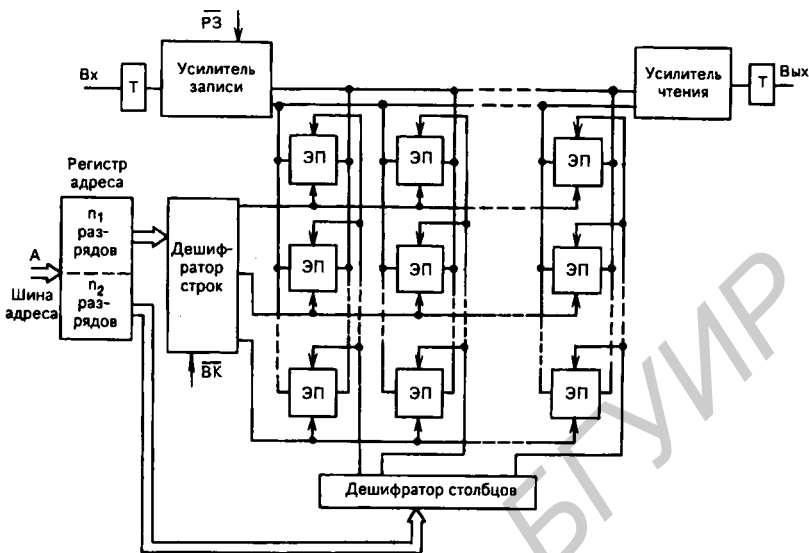 РЗ
Вх
Т
Усилитель
записи
Усилитель
чтения
Т
Вых
ЭП
ЭП
ЭП
Регистр
адреса
n1
раз-
рядов
А
Шина
адреса
n2
раз-
рядов
Дешиф-
ратор
строк
ЭП
ЭП
ЭП
ВК
ЭП
ЭП
ЭП
Дешифратор столбцов
БГУИР